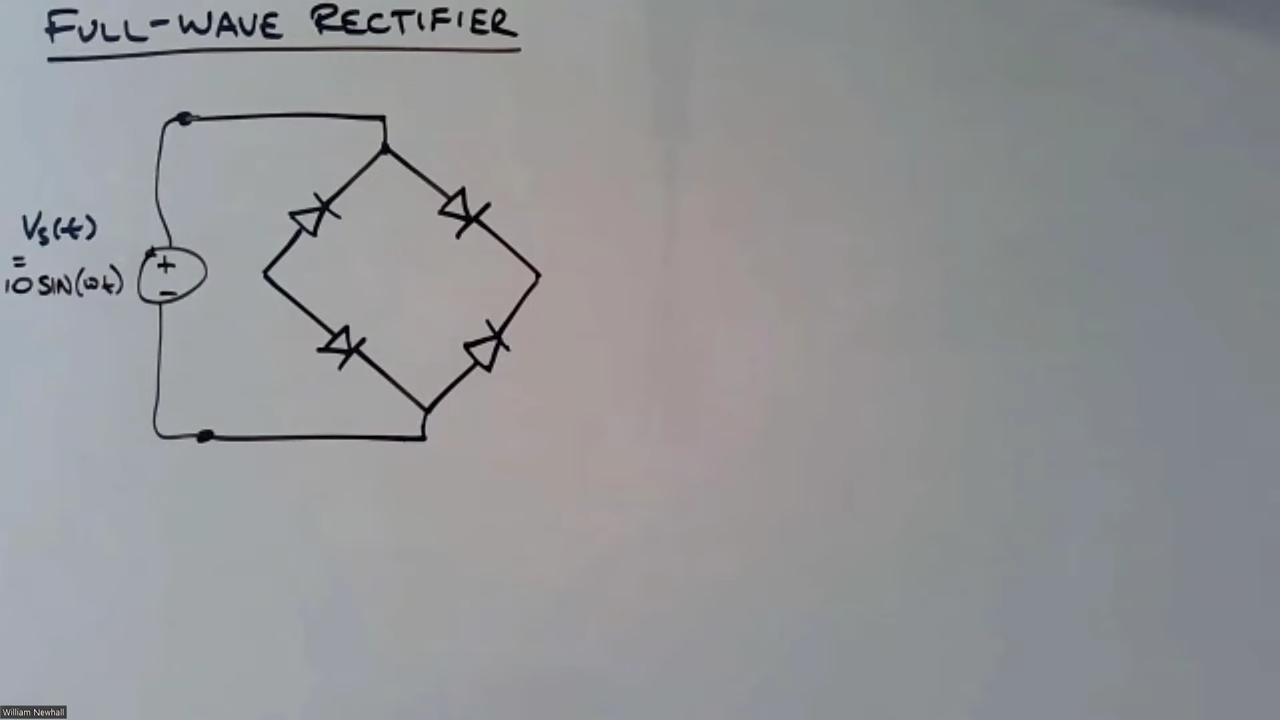 FULL-WAVE RECTIFIER
Vs(t)
=
10 SIN(ωt)
+
−
William Newhall